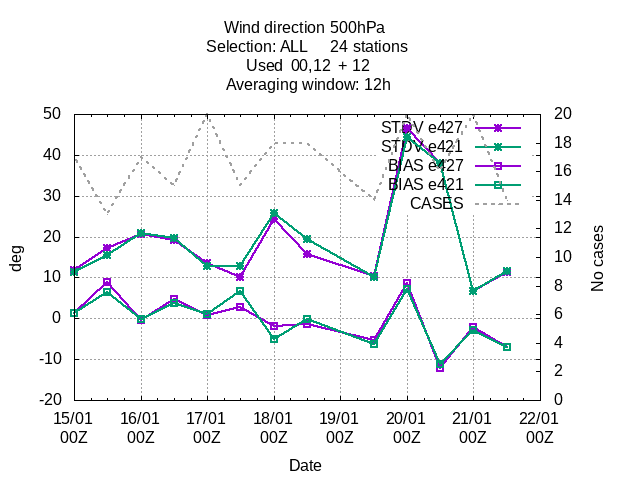 Wind direction 500hPa
Selection: ALL 24 stations
Used 00,12 + 12
Averaging window: 12h
50
40
30
20
10
0
-10
-20
deg
20
18
16
14
12
10
8
6
4
2
0
No cases
STDV e427
STDV e421
BIAS e427
BIAS e421
CASES
15/01 16/01 17/01 18/01 19/01 20/01 21/01 22/01
00Z 00Z 00Z 00Z 00Z 00Z 00Z 00Z
Date